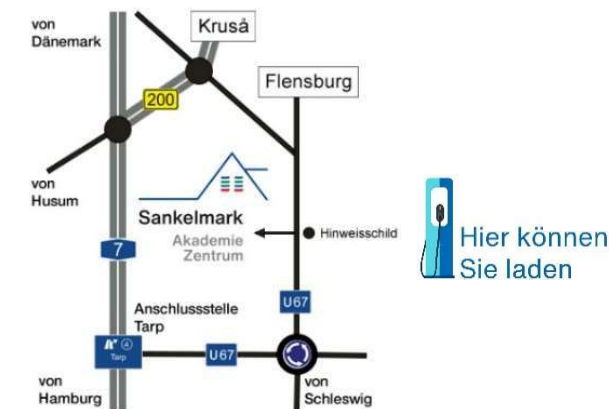 von
Dänemark
Kruså
Flensburg
200
von
Husum
Sankelmark
Akademie
Zentrum
Hinweisschild
Hier können
Sie laden
7
U67
Anschlussstelle
Tarp
Tarp
U67
von
Hamburg
von
Schleswig